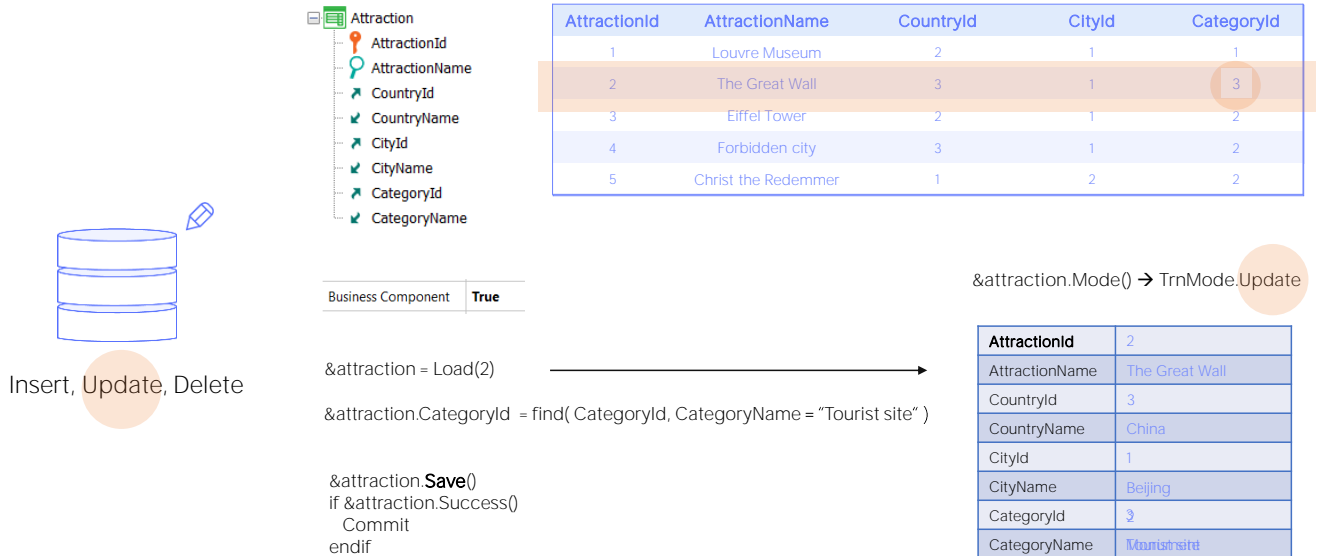 Attraction
AttractionId
AttractionName
CountryId
CountryName
CityId
CityName
CategoryId
CategoryName
AttractionId AttractionName CountryId CityId CategoryId
1 Louvre Museum 2 1 1
2 The Great Wall 3 1 3
3 Eiffel Tower 2 1 2
4 Forbidden city 3 1 2
5 Christ the Redemmer 1 2 2
Insert, Update, Delete
Business Component True
&attraction = Load(2)
&attraction.CategoryId = find( CategoryId, CategoryName = “Tourist site“ )
&attraction.Save()
if &attraction.Success()
Commit
endif
&attraction.Mode() → TrnMode.Update
AttractionId 2
AttractionName The Great Wall
CountryId 3
CountryName China
CityId 1
CityName Beijing
CategoryId
CategoryName